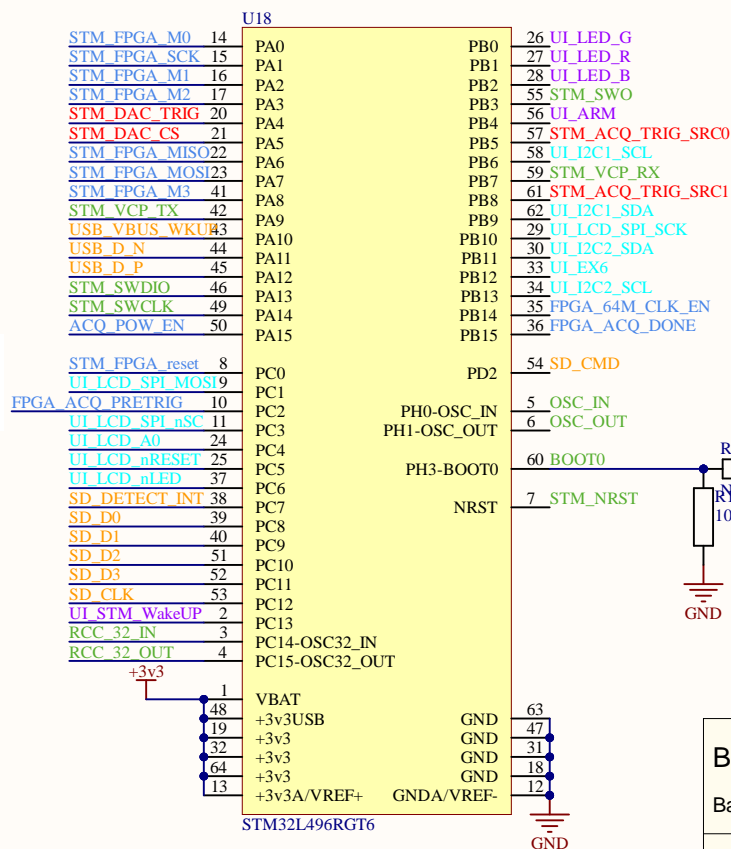 U18
STM_FPGA_M0 14 PA0 PB0 26 UI_LED_G
STM_FPGA_SCK 15 PA1 PB1 27 UI_LED_R
STM_FPGA_M1 16 PA2 PB2 28 UI_LED_B
STM_FPGA_M2 17 PA3 PB3 55 STM_SWO
STM_DAC_TRIG 20 PA4 PB4 56 UI_ARM
STM_DAC_CS 21 PA5 PB5 57 STM_ACQ_TRIG_SRC0
STM_FPGA_MISO 22 PA6 PB6 58 UI_I2C1_SCL
STM_FPGA_MOSI 23 PA7 PB7 59 STM_VCP_RX
STM_FPGA_M3 41 PA8 PB8 61 STM_ACQ_TRIG_SRC1
STM_VCP_TX 42 PA9 PB9 62 UI_I2C1_SDA
USB_VBUS_WKUP 43 PA10 PB10 29 UI_LCD_SPI_SCK
USB_D_N 44 PA11 PB11 30 UI_I2C2_SDA
USB_D_P 45 PA12 PB12 33 UI_EX6
STM_SWDIO 46 PA13 PB13 34 UI_I2C2_SCL
STM_SWCLK 49 PA14 PB14 35 FPGA_64M_CLK_EN
ACQ_POW_EN 50 PA15 PB15 36 FPGA_ACQ_DONE
STM_FPGA_reset 8 PC0 PD2 54 SD_CMD
UI_LCD_SPI_MOSI 9 PC1
FPGA_ACQ_PRETRIG 10 PC2 PH0-OSC_IN 5 OSC_IN
UI_LCD_SPI_nSC 11 PC3 PH1-OSC_OUT 6 OSC_OUT
UI_LCD_A0 24 PC4
UI_LCD_nRESET 25 PC5 PH3-BOOT0 60 BOOT0
UI_LCD_nLED 37 PC6
SD_DETECT_INT 38 PC7 NRST 7 STM_NRST
SD_D0 39 PC8
SD_D1 40 PC9
SD_D2 51 PC10
SD_D3 52 PC11
SD_CLK 53 PC12
UI_STM_WakeUP 2 PC13
RCC_32_IN 3 PC14-OSC32_IN
RCC_32_OUT 4 PC15-OSC32_OUT
+3v3
1 VBAT
48 +3v3USB GND 63
19 +3v3 GND 47
32 +3v3 GND 31
64 +3v3 GND 18
13 +3v3A/VREF+ GNDA/VREF- 12
STM32L496RGT6
GND
GND